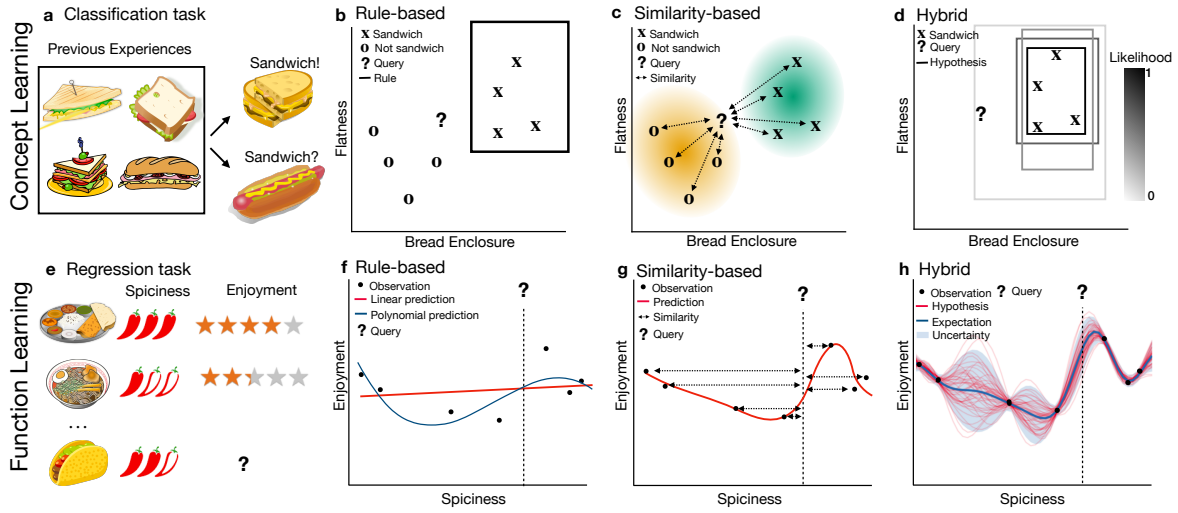 Concept Learning
a Classification task
Previous Experiences
Sandwich!
Sandwich?
b Rule-based
x Sandwich
o Not sandwich
? Query
Rule
x
x
x
x
?
o
o
o
o
Flatness
Bread Enclosure
c Similarity-based
x Sandwich
o Not sandwich
? Query
Similarity
x
x
x
x
?
o
o
o
o
Flatness
Bread Enclosure
d Hybrid
x Sandwich
? Query
Hypothesis
x
x
x
x
?
Likelihood
1
0
Flatness
Bread Enclosure
Function Learning
e Regression task
Spiciness Enjoyment
...
?
f Rule-based
Observation
Linear prediction
Polynomial prediction
? Query
?
Enjoyment
Spiciness
g Similarity-based
Observation
Prediction
Similarity
? Query
?
Enjoyment
Spiciness
h Hybrid
Observation ? Query
Hypothesis
Expectation
Uncertainty
?
Enjoyment
Spiciness